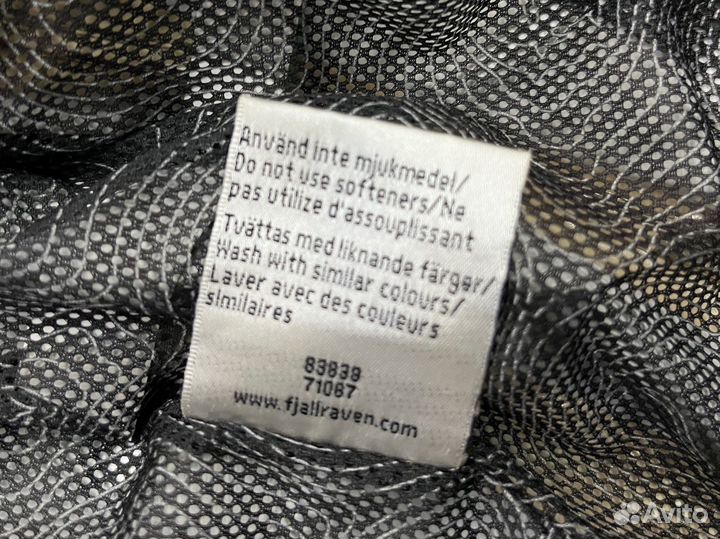 Använd inte mjukmedel/
Do not use softeners/Ne
pas utilize d'assouplissant
Tvättas med liknande färger/
Wash with similar colours/
Laver avec des couleurs
similaires
83839
71067
www.fjallraven.com
Avito